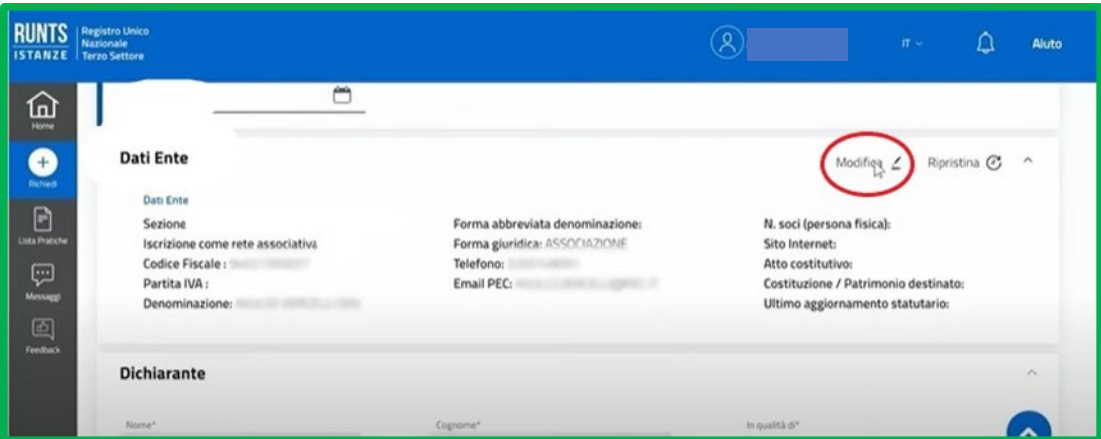 RUNTS
ISTANZE
Registro Unico
Nazionale
Terzo Settore
IT
Aiuto
Home
Richiedi
Lista Pratiche
Messaggi
Feedback
Dati Ente
Modifica
Ripristina
Dati Ente
Sezione
Iscrizione come rete associativa
Codice Fiscale :
Partita IVA :
Denominazione:
Forma abbreviata denominazione:
Forma giuridica: ASSOCIAZIONE
Telefono:
Email PEC:
N. soci (persona fisica):
Sito Internet:
Atto costitutivo:
Costituzione / Patrimonio destinato:
Ultimo aggiornamento statutario:
Dichiarante
Nome*
Cognome*
In qualità di*